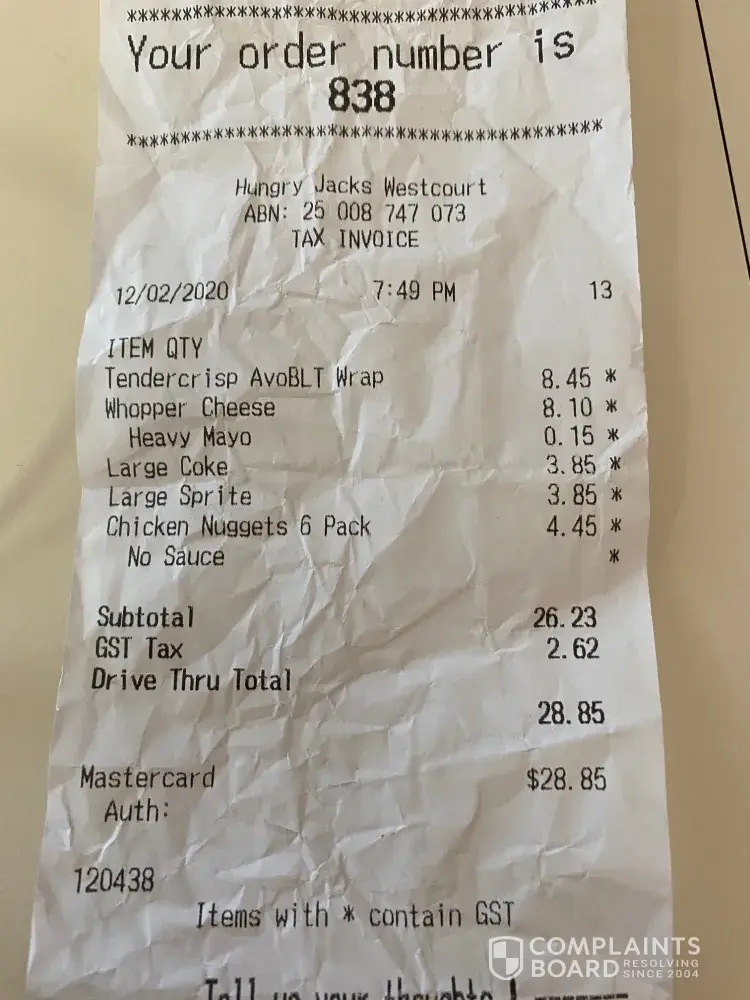 *******************************************
Your order number is
838
*******************************************
Hungry Jacks Westcourt
ABN: 25 008 747 073
TAX INVOICE
12/02/2020 7:49 PM 13
ITEM QTY
Tendercrisp AvoBLT Wrap 8.45 *
Whopper Cheese 8.10 *
Heavy Mayo 0.15 *
Large Coke 3.85 *
Large Sprite 3.85 *
Chicken Nuggets 6 Pack 4.45 *
No Sauce *
Subtotal 26.23
GST Tax 2.62
Drive Thru Total
28.85
Mastercard $28.85
Auth:
120438
Items with * contain GST
Tell us your thoughts !
COMPLAINTS
BOARD RESOLVING
SINCE 2004